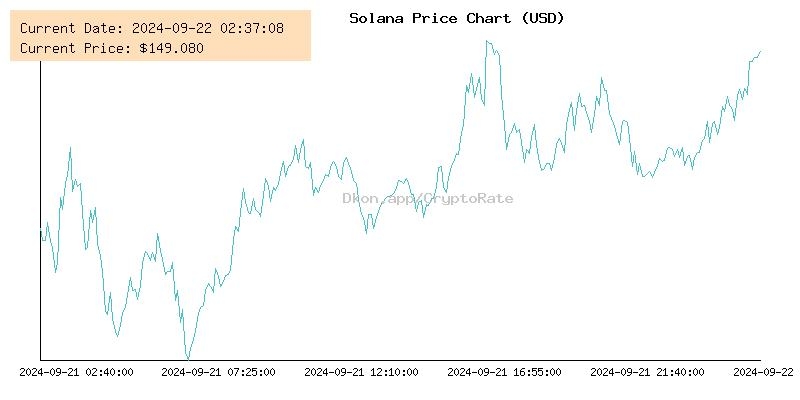 Solana Price Chart (USD)
Current Date: 2024-09-22 02:37:08
Current Price: $149.080
Dkon.app/CryptoRate
2024-09-21 02:40:00 2024-09-21 07:25:00 2024-09-21 12:10:00 2024-09-21 16:55:00 2024-09-21 21:40:00 2024-09-22